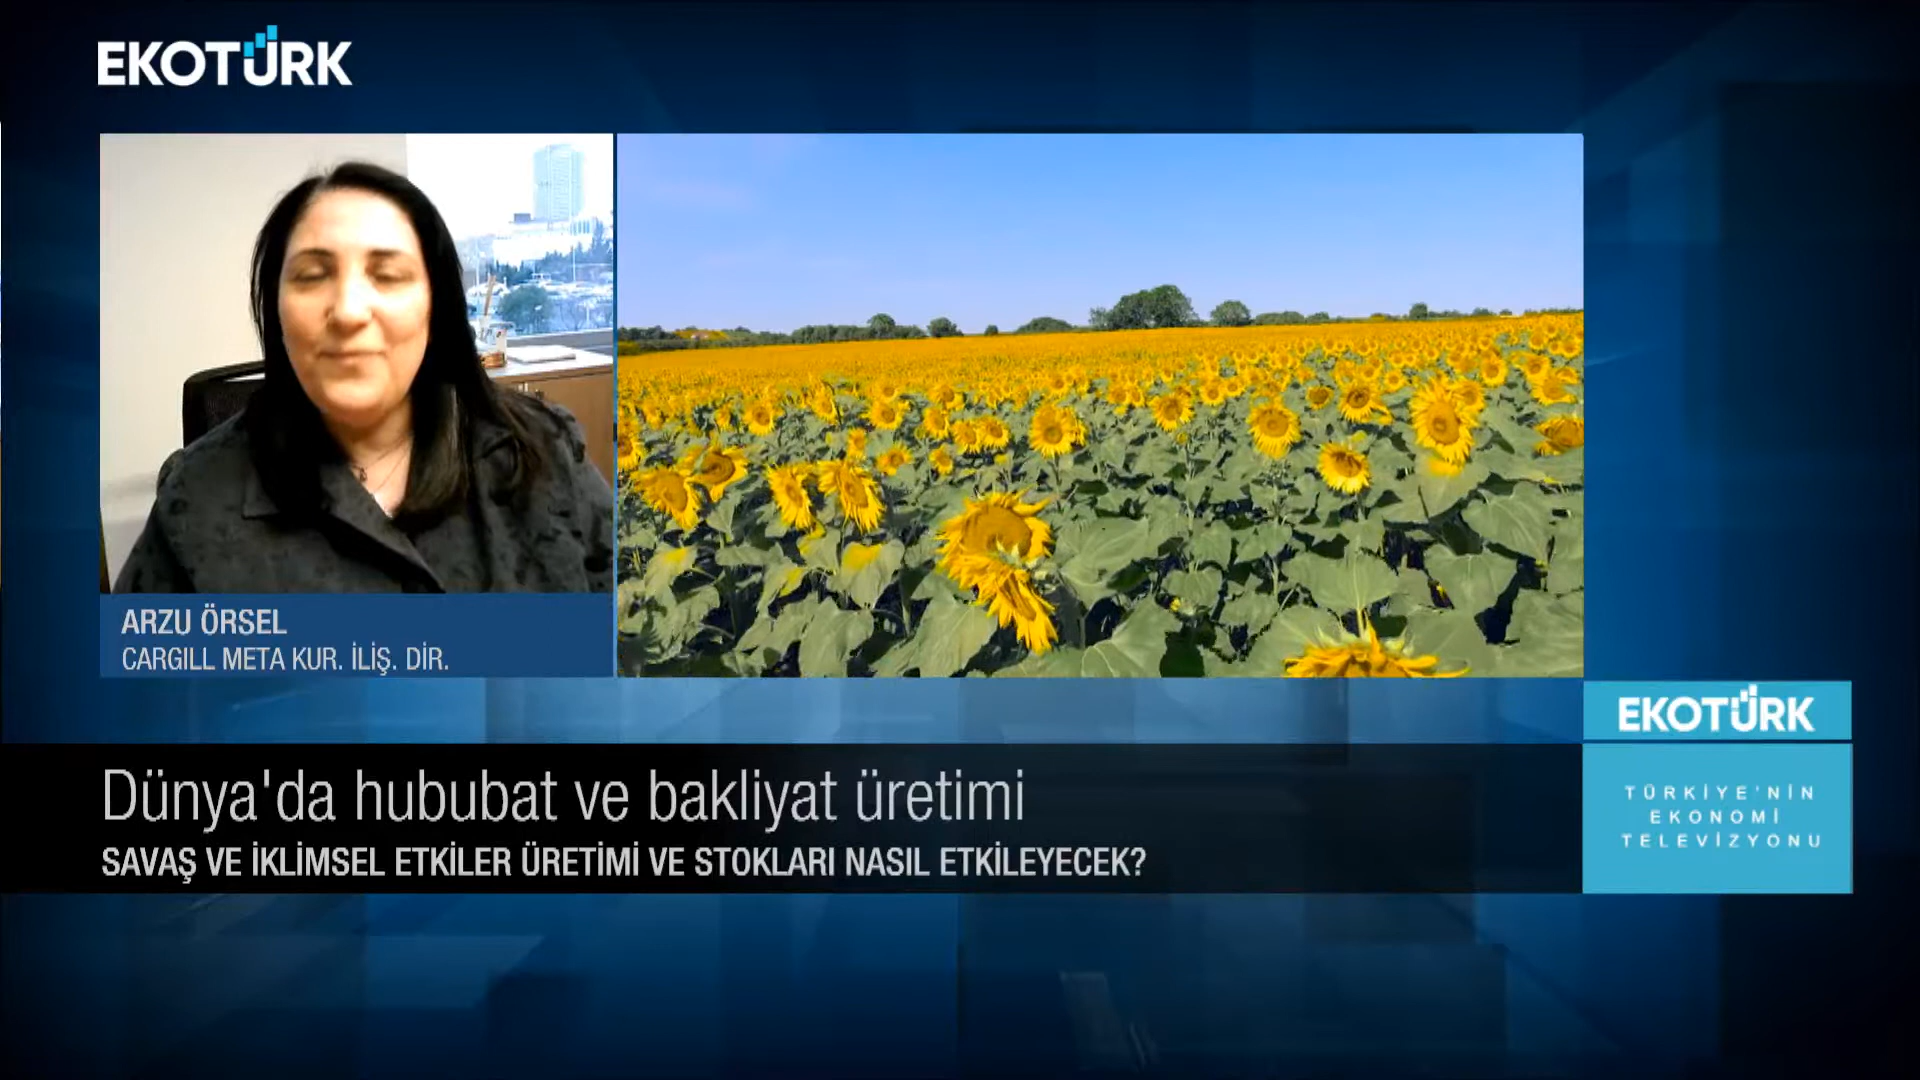 EKOTÜRK
ARZU ÖRSEL
CARGILL META KUR. İLİŞ. DİR.
EKOTÜRK
Dünya'da hububat ve bakliyat üretimi
SAVAŞ VE İKLİMSEL ETKİLER ÜRETİMİ VE STOKLARI NASIL ETKİLEYECEK?
TÜRKİYE'NİN
EKONOMİ
TELEVİZYONU